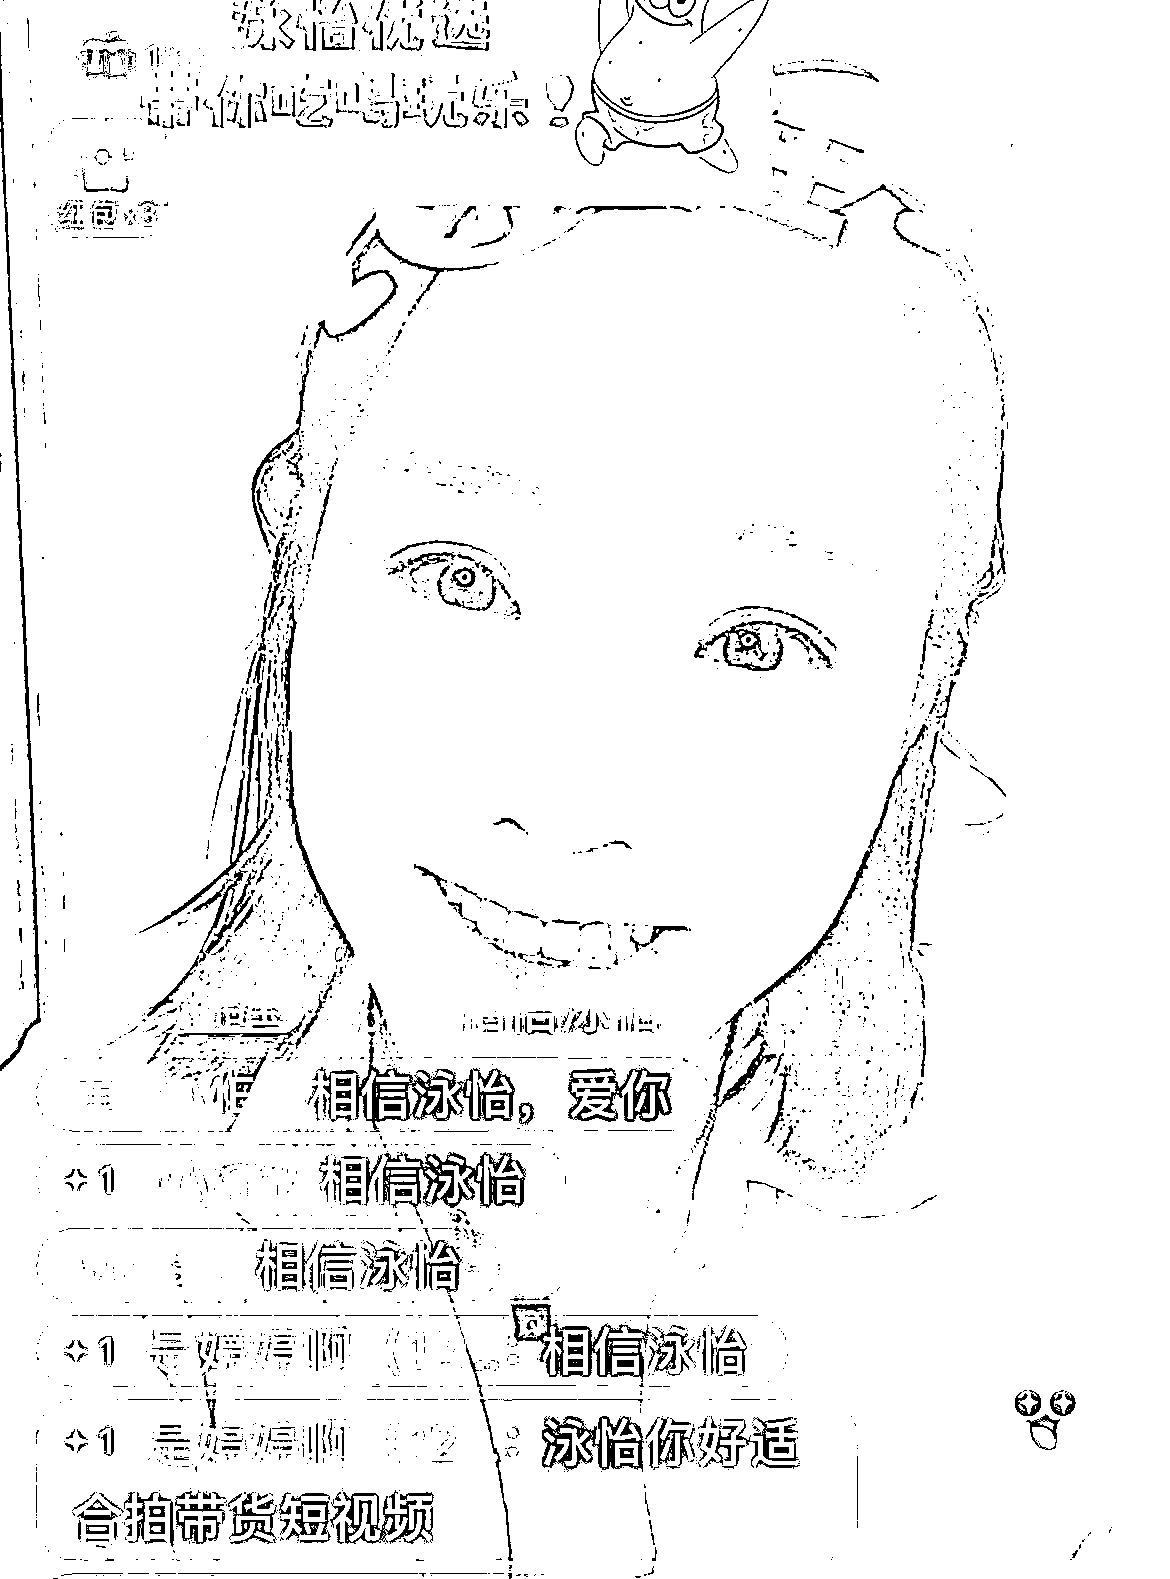 泳怡优选
带你吃喝玩乐！
红包x3
相信泳怡，爱你
1 相信泳怡
相信泳怡
1 是婷婷啊 相信泳怡
1 是婷婷啊 ：泳怡你好适
合拍带货短视频